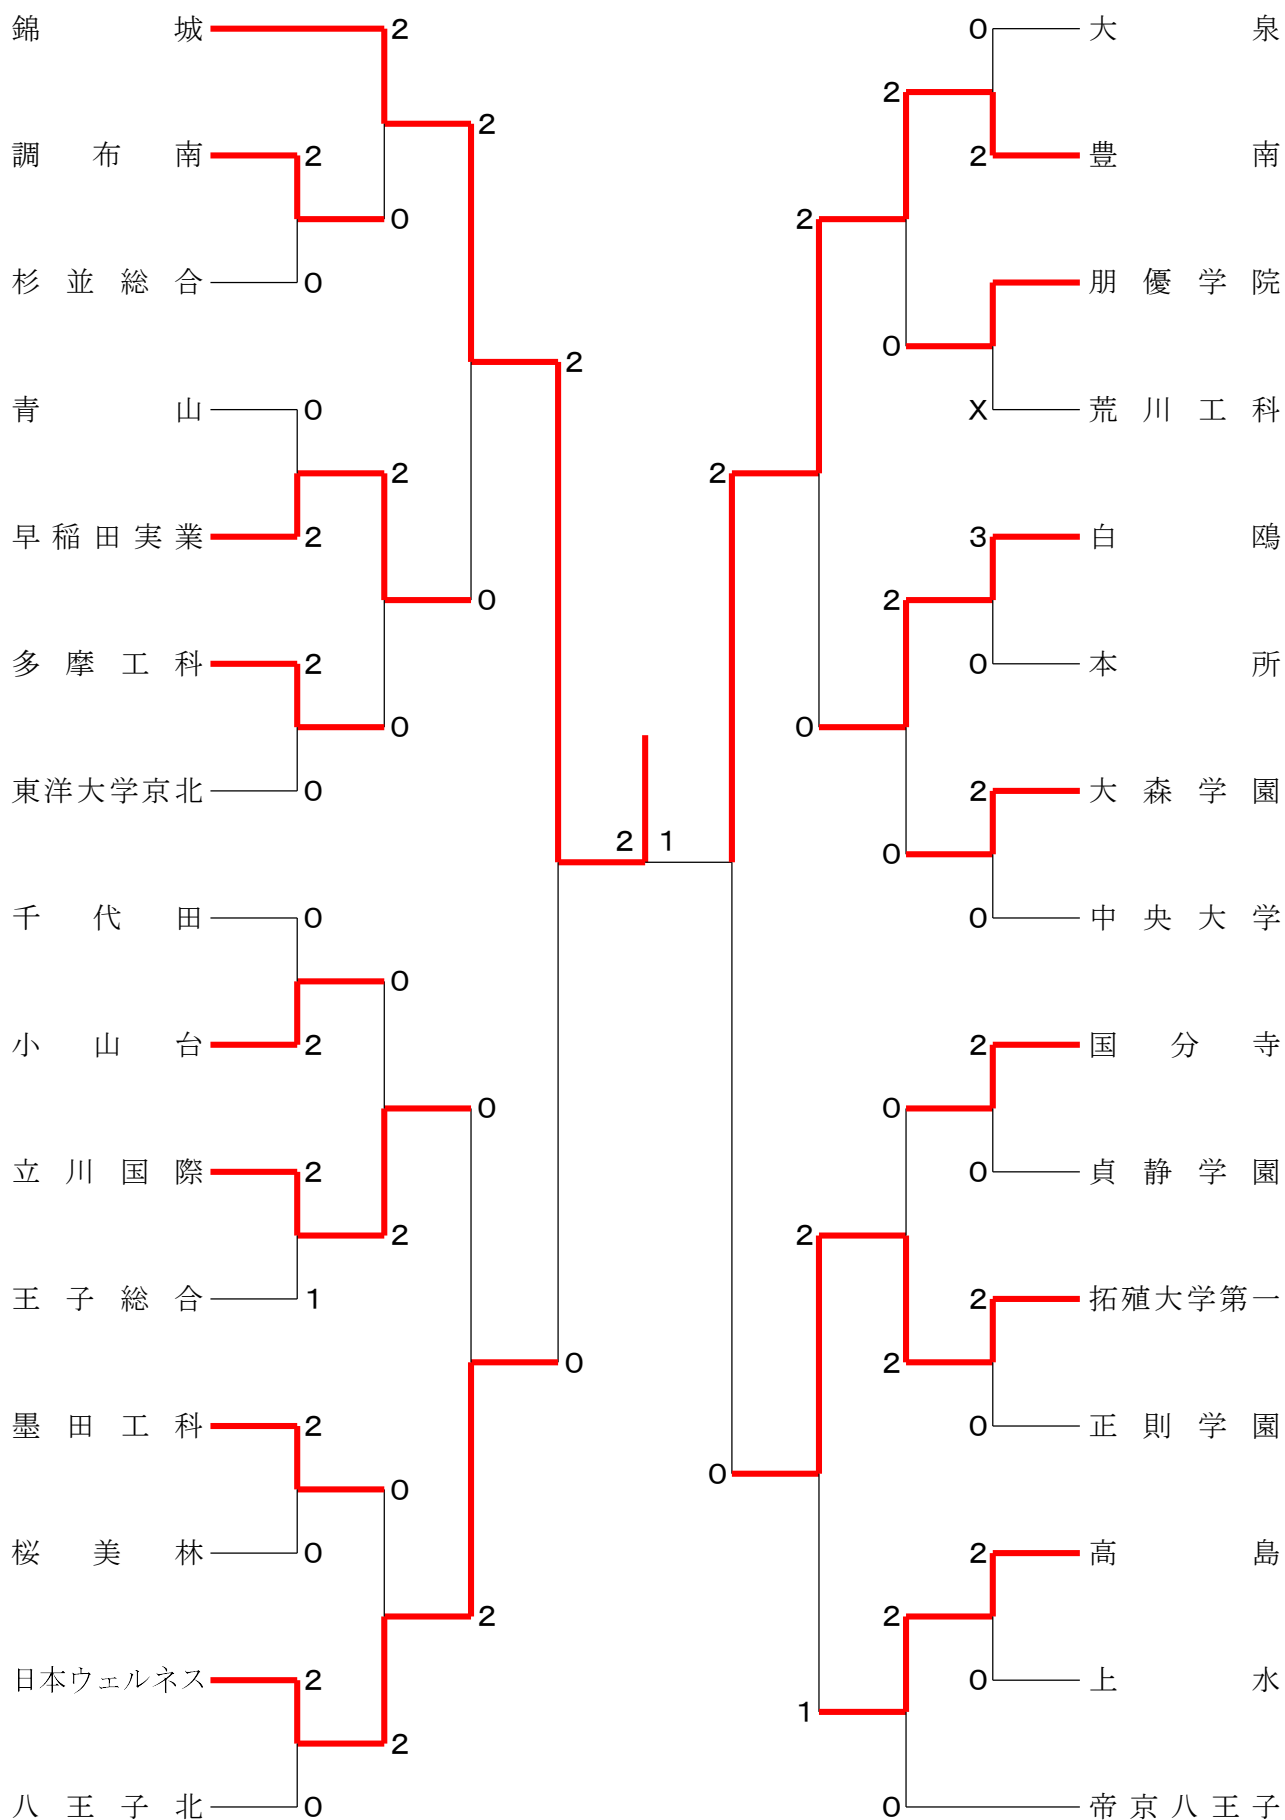 錦城 2 0 大泉
2 2
調布南 2 2 豊南
0 2
杉並総合 0 朋優学院
2 0
青山 0 X 荒川工科
2 2
早稲田実業 2 3 白鴎
0 2
多摩工科 2 0 本所
0 0
東洋大学京北 0 2 大森学園
2 1 0
千代田 0 0 中央大学
0
小山台 2 2 国分寺
0 0
立川国際 2 0 貞静学園
2 2
王子総合 1 2 拓殖大学第一
0 2
墨田工科 2 0 正則学園
0 0
桜美林 0 2 高島
2 2
日本ウェルネス 2 0 上水
2 1
八王子北 0 0 帝京八王子